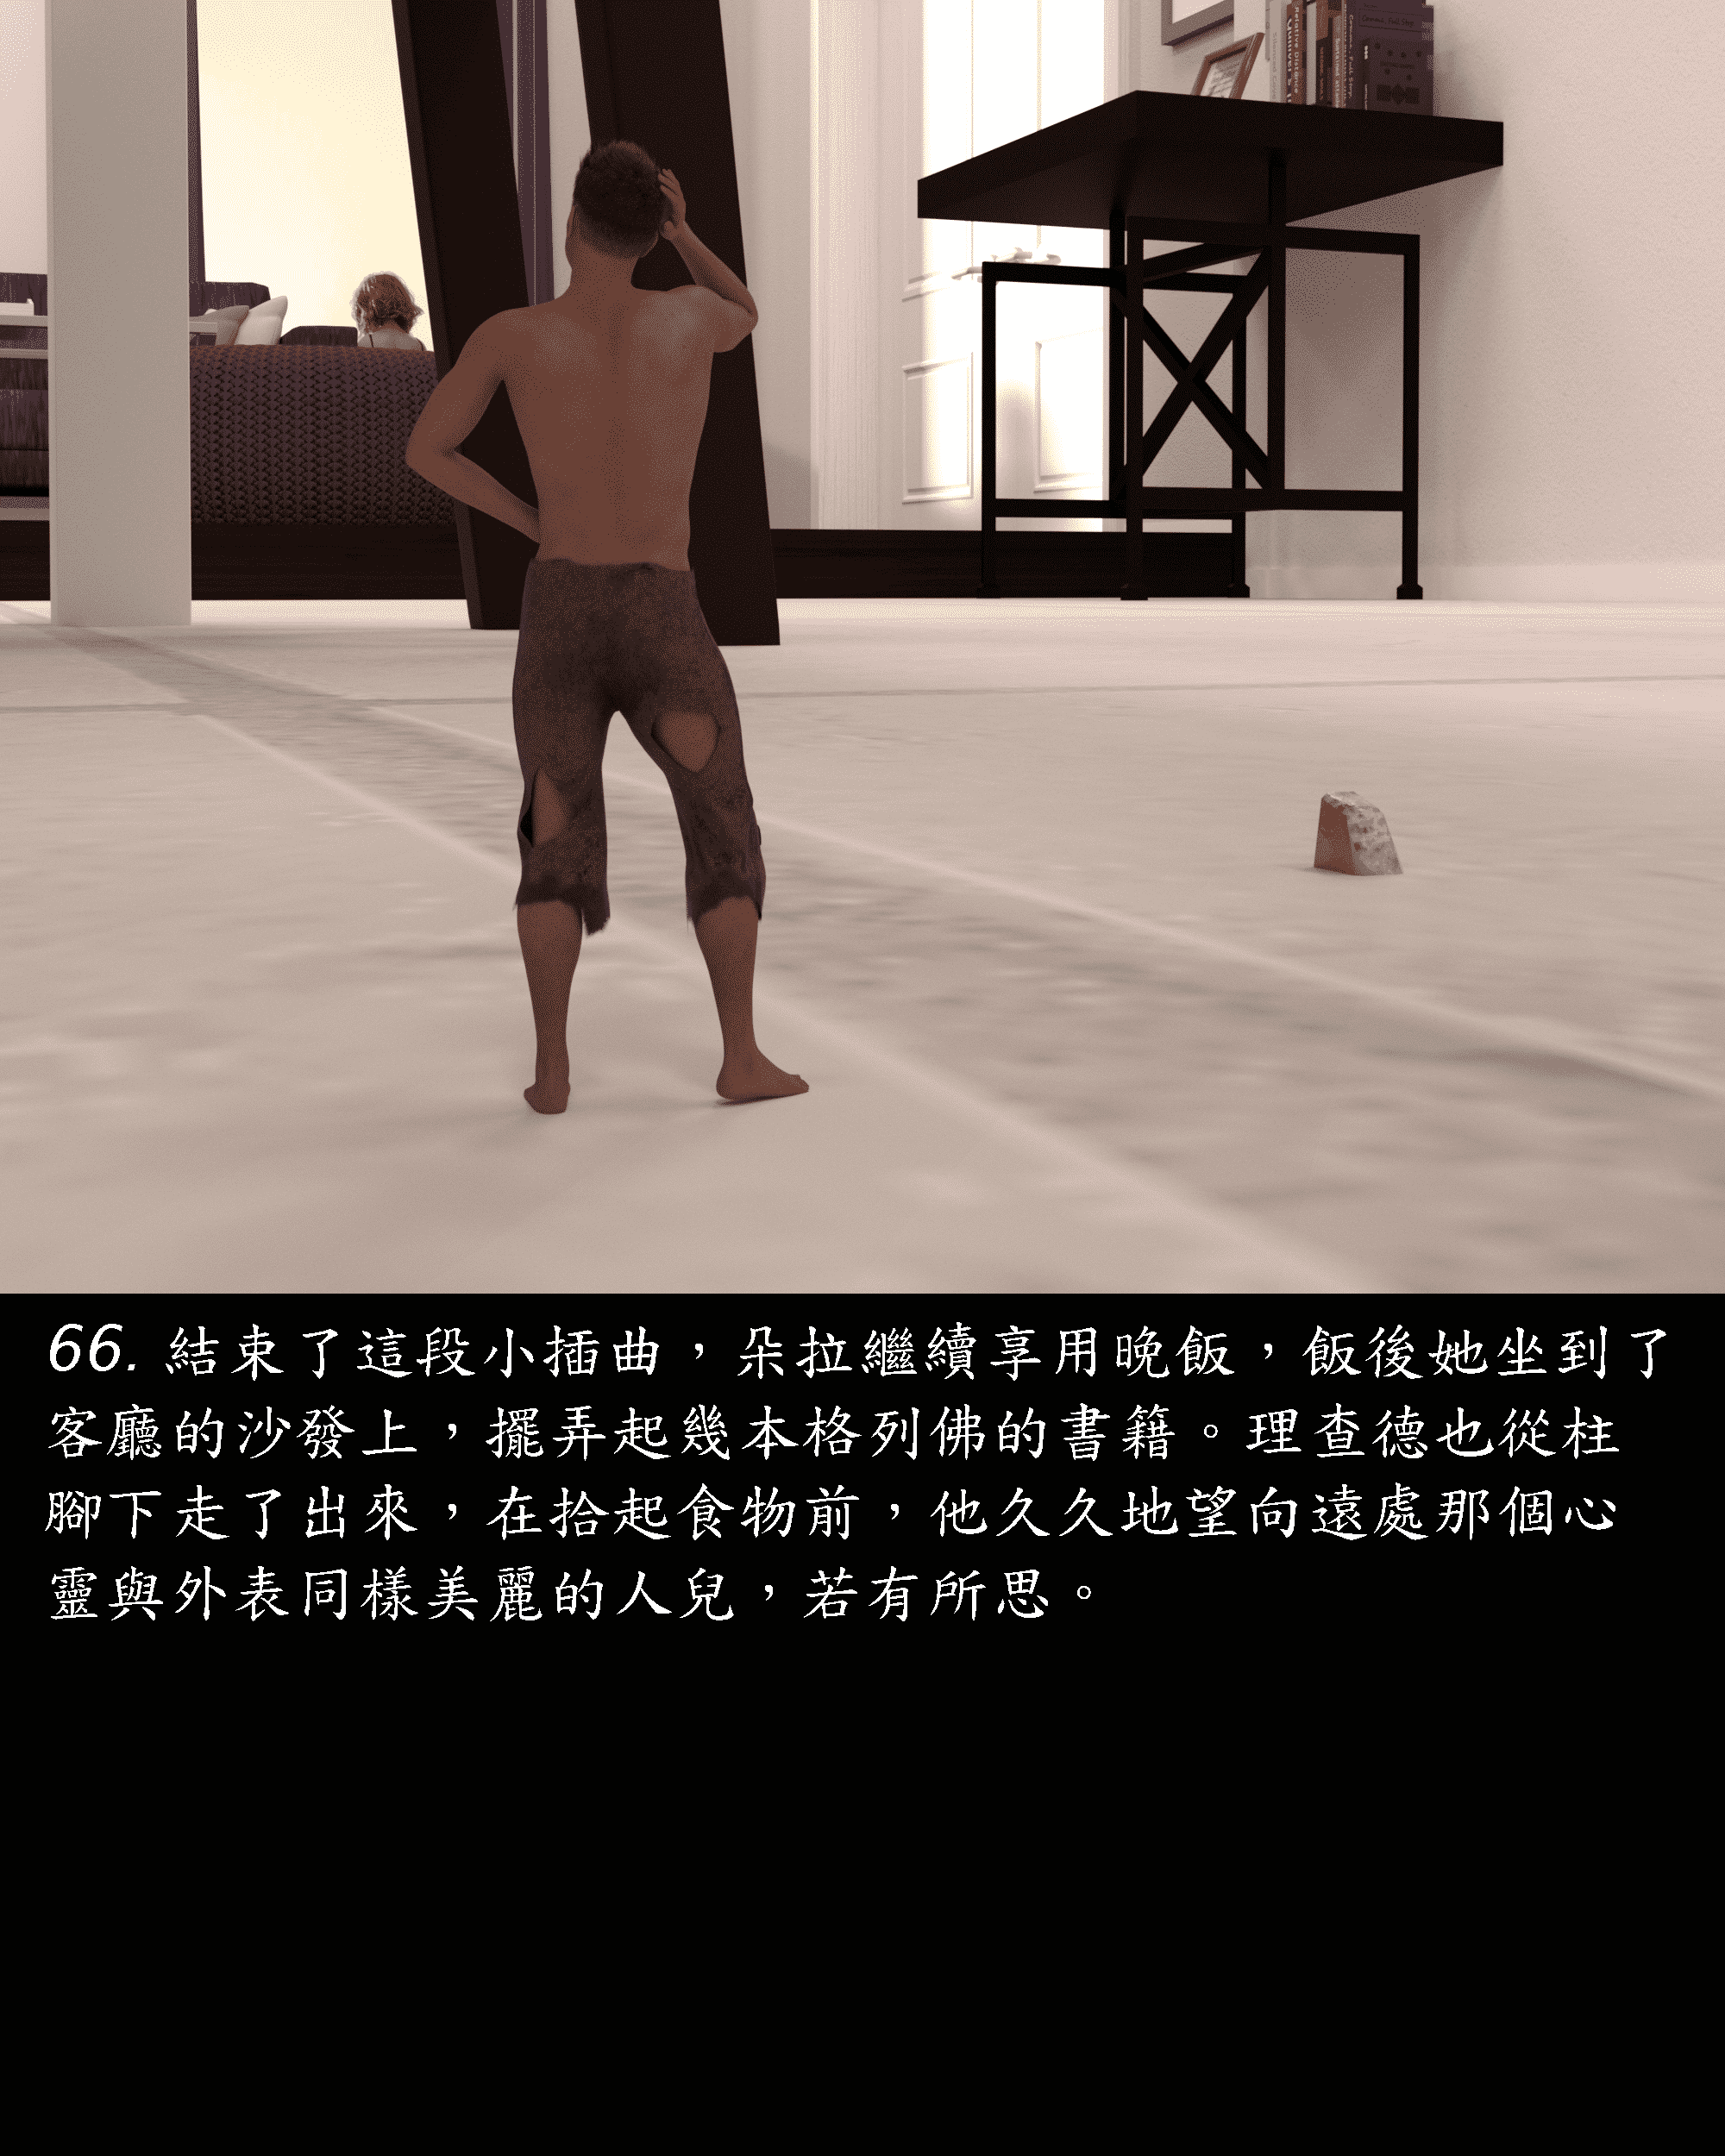 66. 結束了這段小插曲，朵拉繼續享用晚飯，飯後她坐到了
客廳的沙發上，擺弄起幾本格列佛的書籍。理查德也從柱
腳下走了出來，在拾起食物前，他久久地望向遠處那個心
靈與外表同樣美麗的人兒，若有所思。
Relative Distance